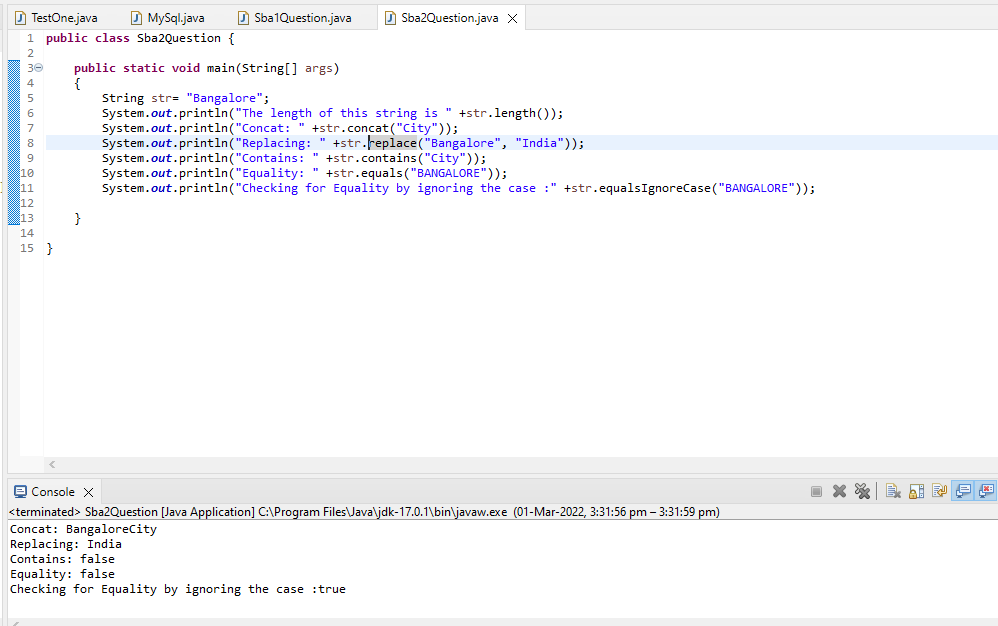 TestOne.java MySql.java Sba1Question.java Sba2Question.java
1 public class Sba2Question {
2
3 public static void main(String[] args)
4 {
5 String str= "Bangalore";
6 System.out.println("The length of this string is " +str.length());
7 System.out.println("Concat: " +str.concat("City"));
8 System.out.println("Replacing: " +str.replace("Bangalore", "India"));
9 System.out.println("Contains: " +str.contains("City"));
10 System.out.println("Equality: " +str.equals("BANGALORE"));
11 System.out.println("Checking for Equality by ignoring the case :" +str.equalsIgnoreCase("BANGALORE"));
12
13 }
14
15 }
Console
<terminated> Sba2Question [Java Application] C:\Program Files\Java\jdk-17.0.1\bin\javaw.exe (01-Mar-2022, 3:31:56 pm – 3:31:59 pm)
Concat: BangaloreCity
Replacing: India
Contains: false
Equality: false
Checking for Equality by ignoring the case :true